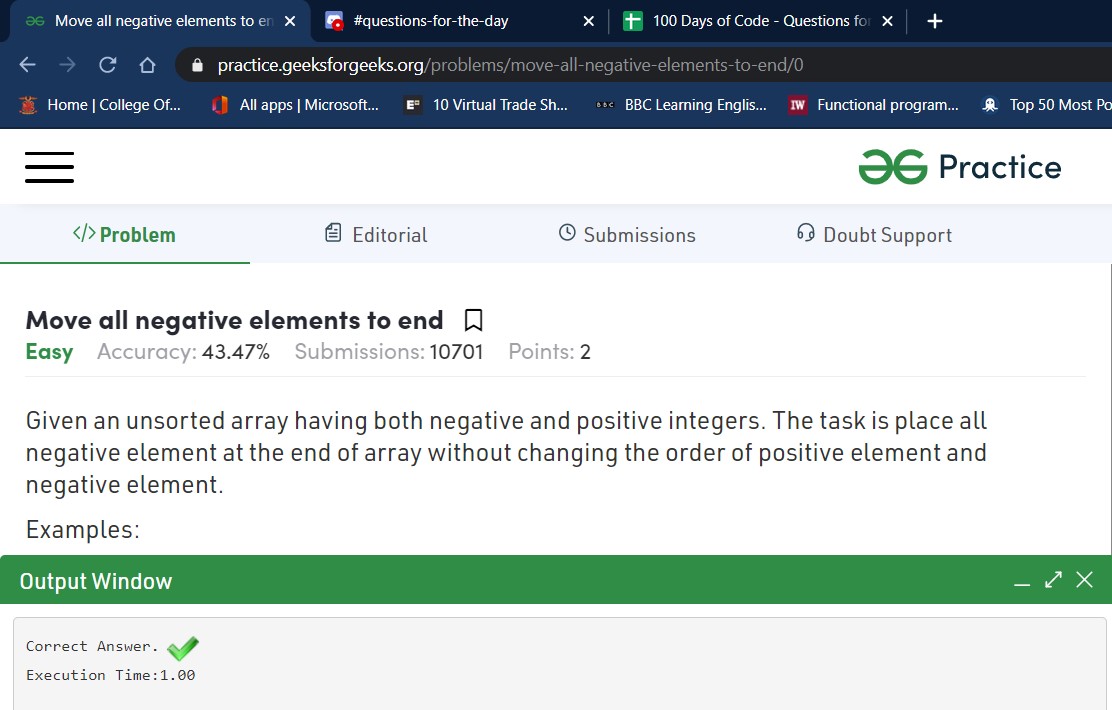 Move all negative elements to en
#questions-for-the-day
100 Days of Code - Questions for
practice.geeksforgeeks.org/problems/move-all-negative-elements-to-end/0
Home | College Of... All apps | Microsoft... E 10 Virtual Trade Sh... BBC BBC Learning Englis... IW Functional program... Top 50 Most Po
Practice
</> Problem Editorial Submissions Doubt Support
Move all negative elements to end
Easy Accuracy: 43.47% Submissions: 10701 Points: 2
Given an unsorted array having both negative and positive integers. The task is place all
negative element at the end of array without changing the order of positive element and
negative element.
Examples:
Output Window
Correct Answer.
Execution Time:1.00